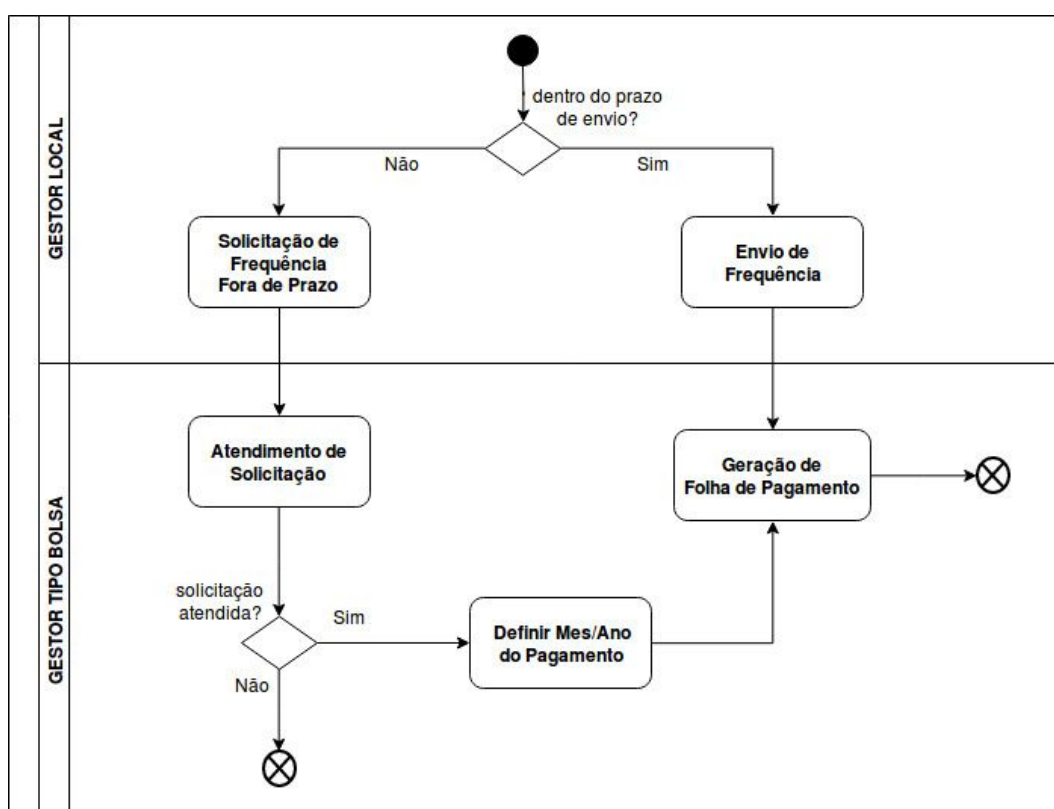 GESTOR LOCAL
dentro do prazo
de envio?
Não
Sim
Solicitação de
Frequência
Fora de Prazo
Envio de
Frequência
GESTOR TIPO BOLSA
Atendimento de
Solicitação
Geração de
Folha de Pagamento
solicitação
atendida?
Sim
Definir Mes/Ano
do Pagamento
Não